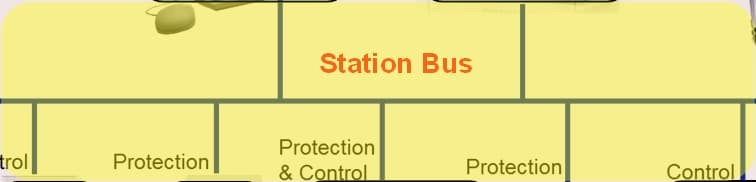 Station Bus
trol
Protection
Protection
& Control
Protection
Control